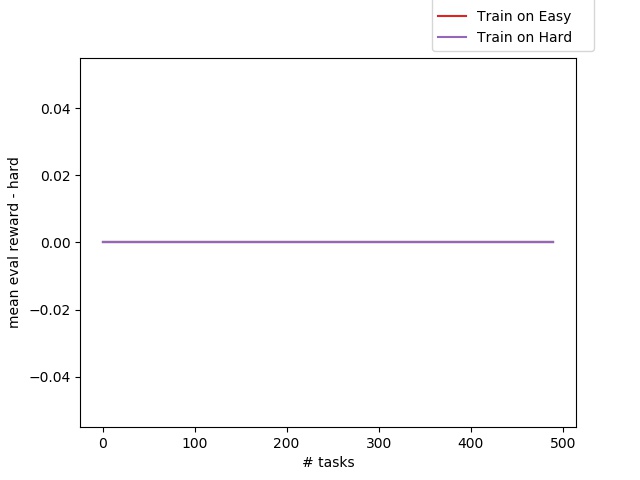 Train on Easy
Train on Hard
0.04
0.02
0.00
−0.02
−0.04
mean eval reward - hard
0 100 200 300 400 500
# tasks